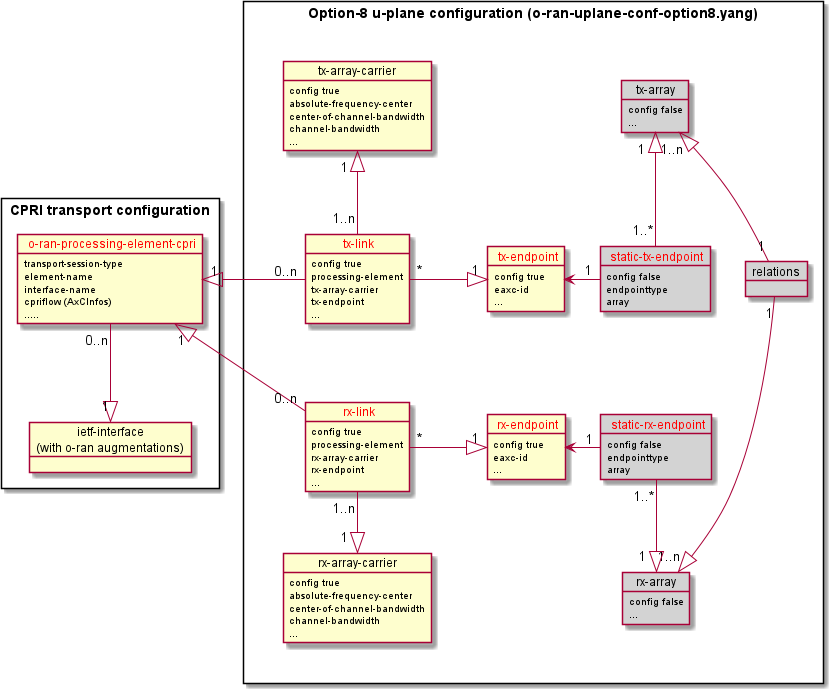 Option-8 u-plane configuration (o-ran-uplane-conf-option8.yang)
tx-array-carrier
config true
absolute-frequency-center
center-of-channel-bandwidth
channel-bandwidth
...
tx-array
config false
...
1
1..n
1
1..n
1..*
1
CPRI transport configuration
o-ran-processing-element-cpri
transport-session-type
element-name
interface-name
cpriflow (AxCInfos)
.....
1
0..n
tx-link
config true
processing-element
tx-array-carrier
tx-endpoint
...
*
1
tx-endpoint
config true
eaxc-id
...
1
static-tx-endpoint
config false
endpointtype
array
relations
1
0..n
1
0..n
1
ietf-interface
(with o-ran augmentations)
rx-link
config true
processing-element
rx-array-carrier
rx-endpoint
...
*
1
rx-endpoint
config true
eaxc-id
...
1
static-rx-endpoint
config false
endpointtype
array
1..n
1
1..*
1
1..n
rx-array-carrier
config true
absolute-frequency-center
center-of-channel-bandwidth
channel-bandwidth
...
rx-array
config false
...